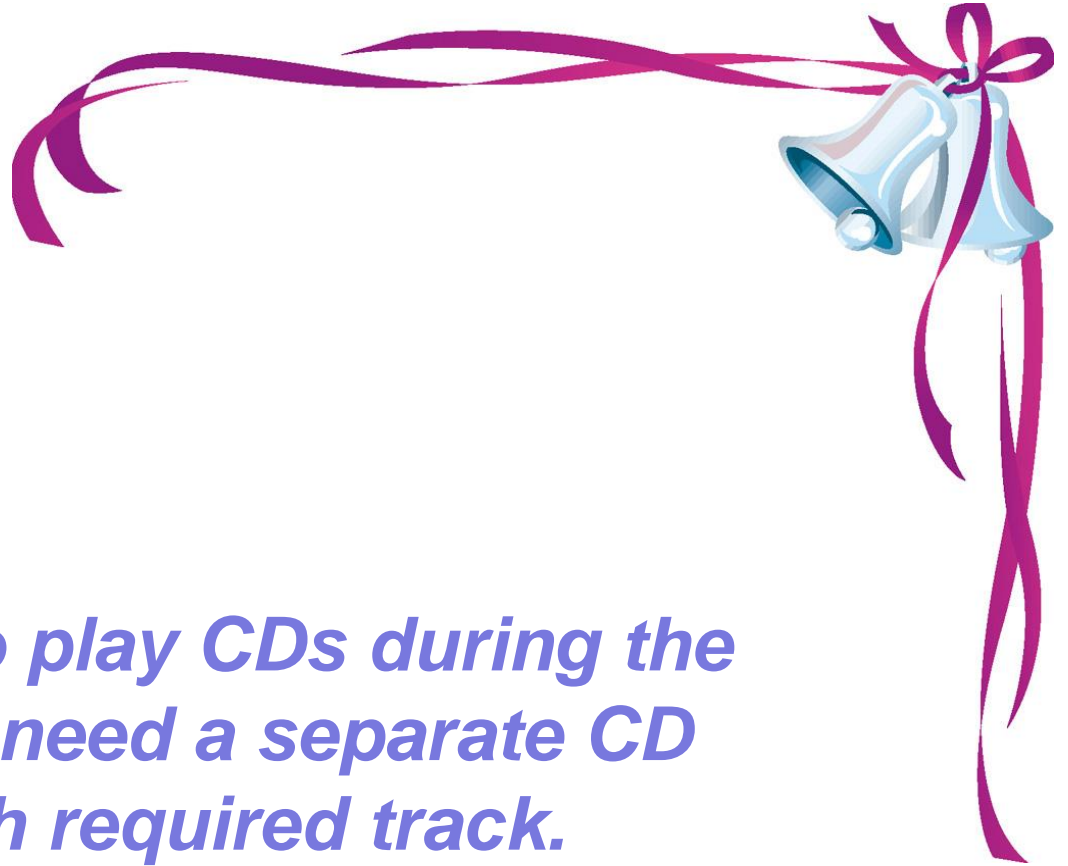 play CDs during the
need a separate CD
required track.